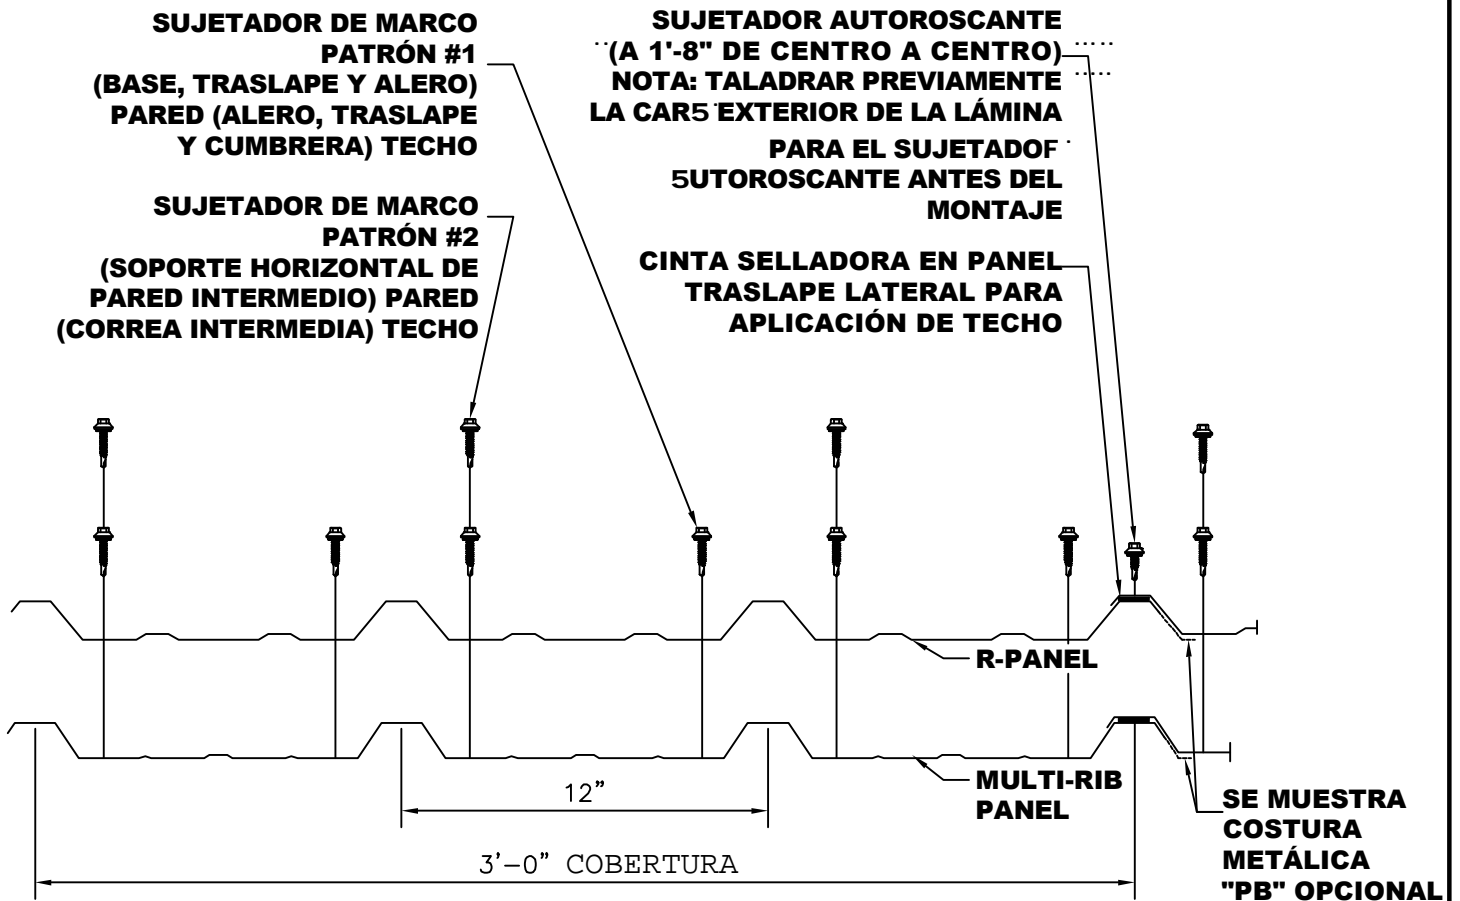 SUJETADOR DE MARCO
PATRÓN #1
(BASE, TRASLAPE Y ALERO)
PARED (ALERO, TRASLAPE
Y CUMBRERA) TECHO
SUJETADOR DE MARCO
PATRÓN #2
(SOPORTE HORIZONTAL DE
PARED INTERMEDIO) PARED
(CORREA INTERMEDIA) TECHO
SUJETADOR AUTOROSCANTE
(A 1'-8" DE CENTRO A CENTRO)
NOTA: TALADRAR PREVIAMENTE
LA CAR5 EXTERIOR DE LA LÁMINA
PARA EL SUJETADOF
5UTOROSCANTE ANTES DEL
MONTAJE
CINTA SELLADORA EN PANEL
TRASLAPE LATERAL PARA
APLICACIÓN DE TECHO
R-PANEL
MULTI-RIB
PANEL
12"
3'-0" COBERTURA
SE MUESTRA
COSTURA
METÁLICA
"PB" OPCIONAL